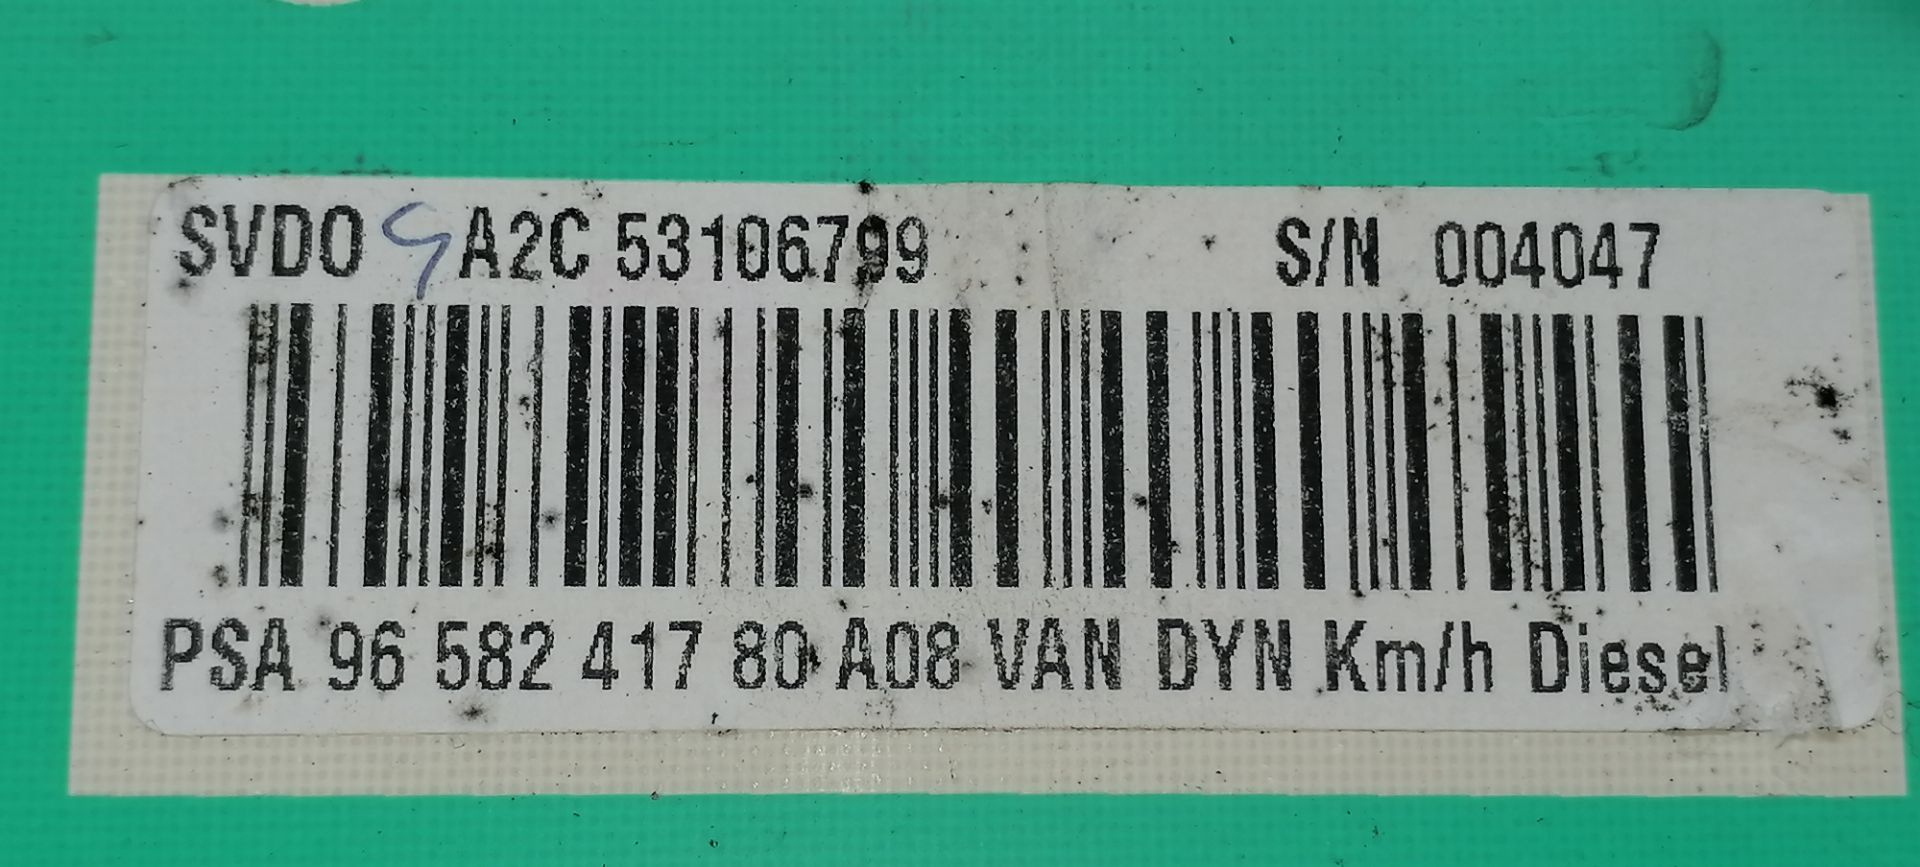 SVDO A2C 53106799 S/N 004047
PSA 96 582 417 80 A08 VAN DYN Km/h Diesel